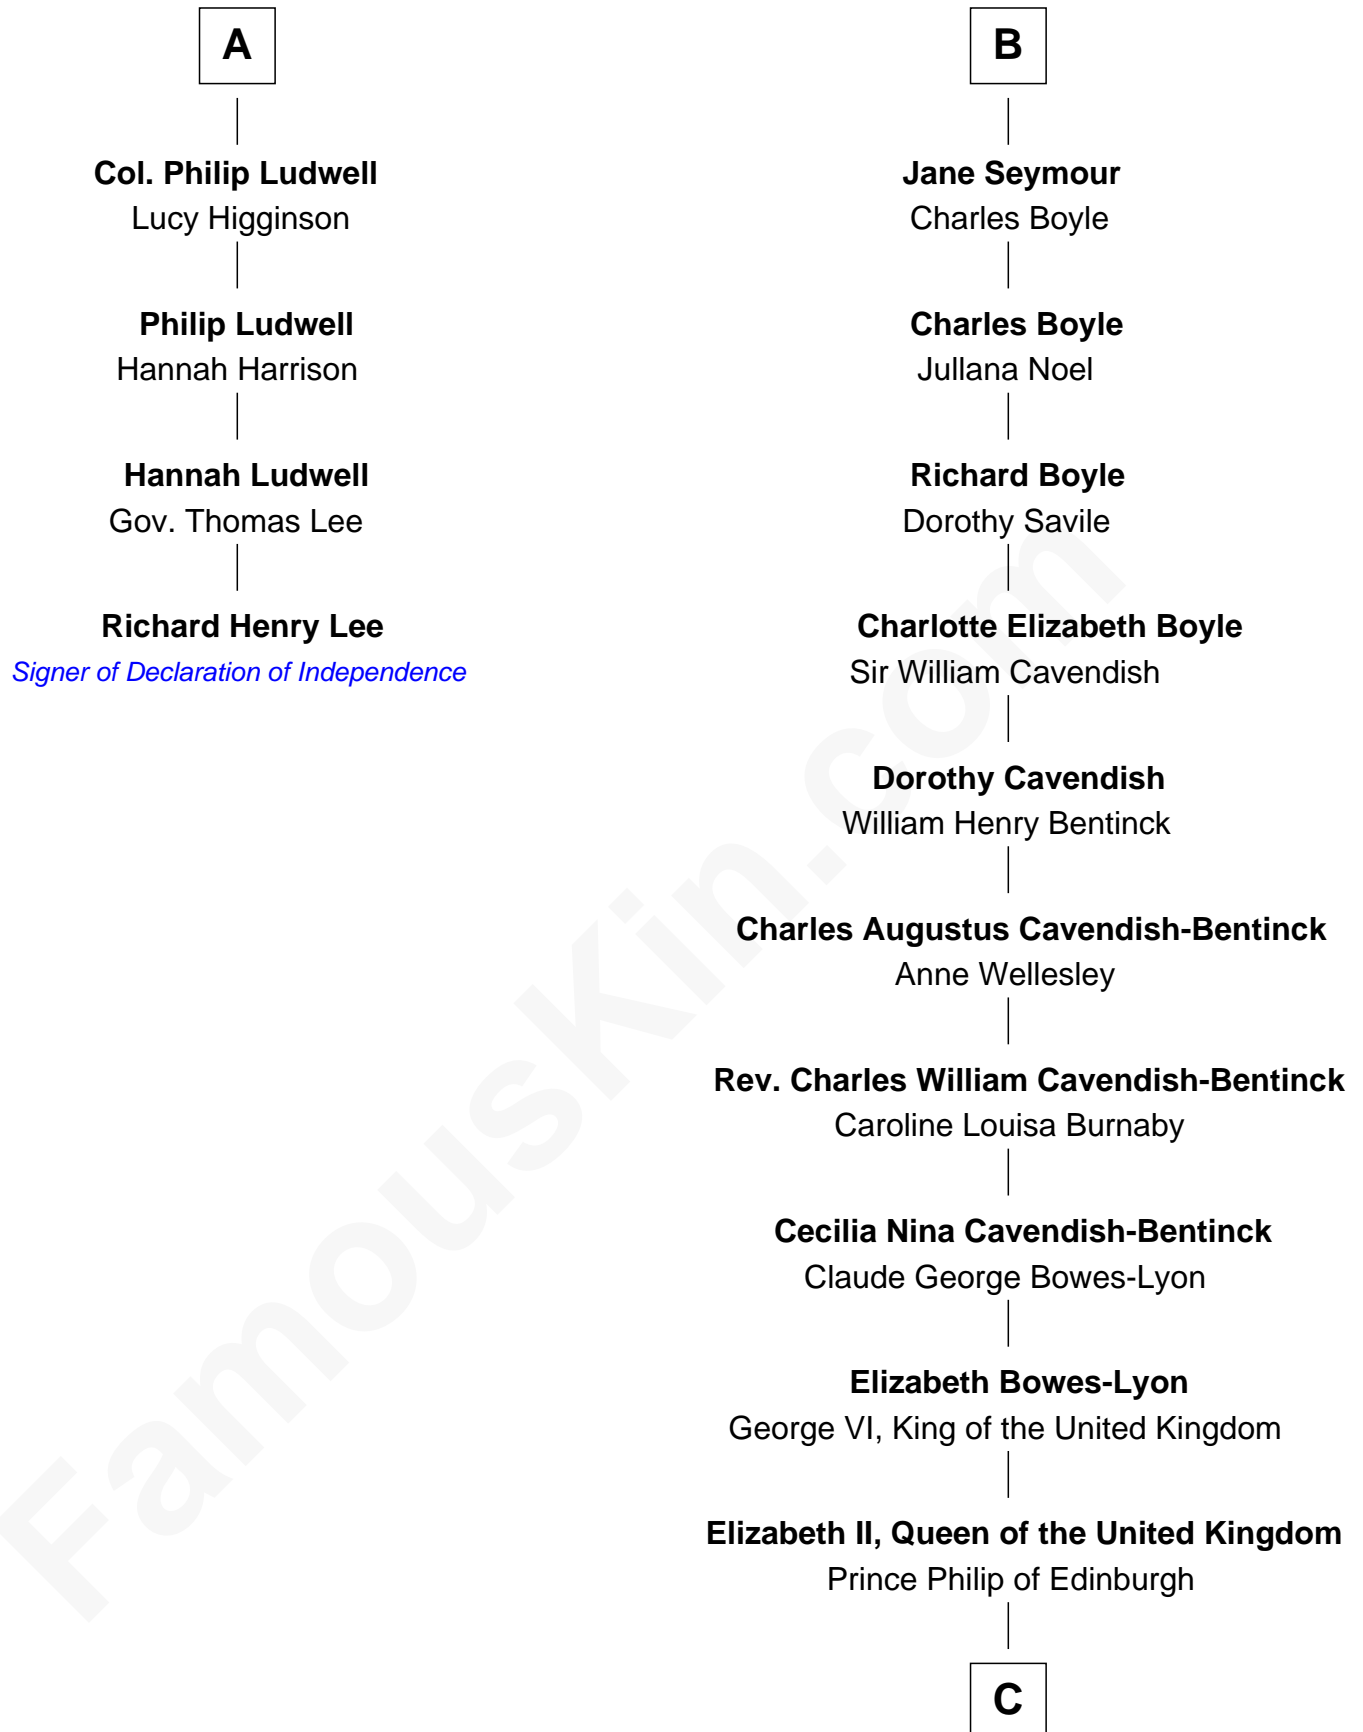 A
Col. Philip Ludwell
Lucy Higginson
Philip Ludwell
Hannah Harrison
Hannah Ludwell
Gov. Thomas Lee
Richard Henry Lee
Signer of Declaration of Independence
B
Jane Seymour
Charles Boyle
Charles Boyle
Jullana Noel
Richard Boyle
Dorothy Savile
Charlotte Elizabeth Boyle
Sir William Cavendish
Dorothy Cavendish
William Henry Bentinck
Charles Augustus Cavendish-Bentinck
Anne Wellesley
Rev. Charles William Cavendish-Bentinck
Caroline Louisa Burnaby
Cecilia Nina Cavendish-Bentinck
Claude George Bowes-Lyon
Elizabeth Bowes-Lyon
George VI, King of the United Kingdom
Elizabeth II, Queen of the United Kingdom
Prince Philip of Edinburgh
C
FamousKin.com